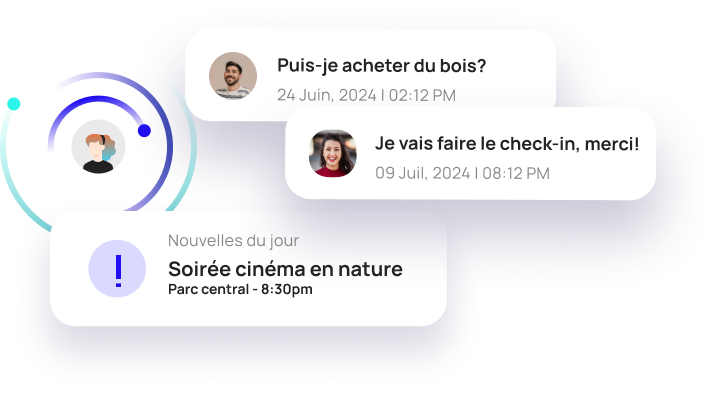 Puis-je acheter du bois?
24 Juin, 2024 | 02:12 PM
Je vais faire le check-in, merci!
09 Juil, 2024 | 08:12 PM
Nouvelles du jour
Soirée cinéma en nature
Parc central - 8:30pm